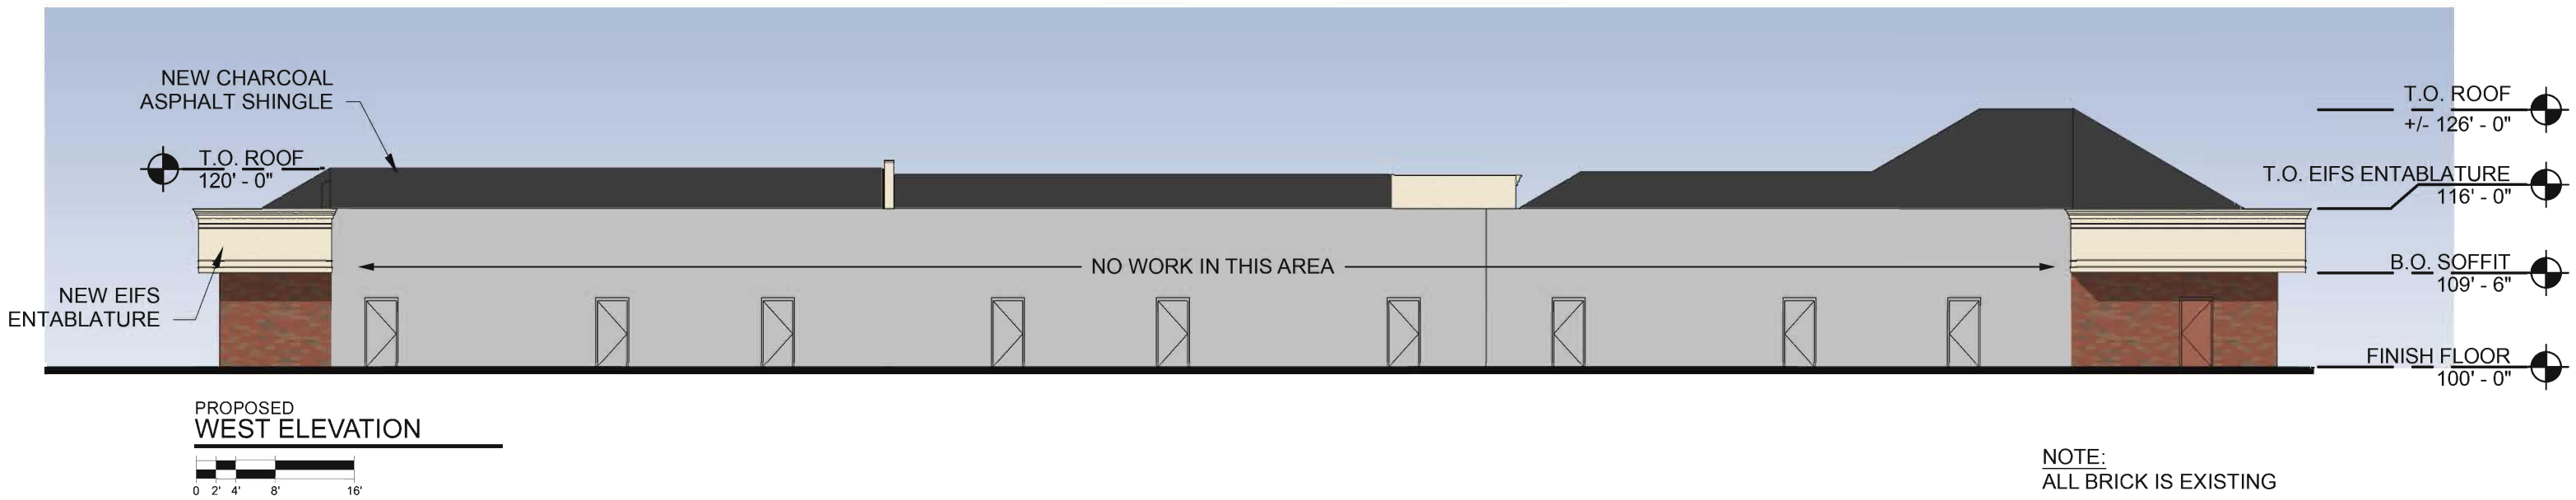 NEW CHARCOAL
ASPHALT SHINGLE
T.O. ROOF
120' - 0"
NEW EIFS
ENTABLATURE
NO WORK IN THIS AREA
T.O. ROOF
+/- 126' - 0"
T.O. EIFS ENTABLATURE
116' - 0"
B.O. SOFFIT
109' - 6"
FINISH FLOOR
100' - 0"
PROPOSED
WEST ELEVATION
0 2' 4' 8' 16'
NOTE:
ALL BRICK IS EXISTING